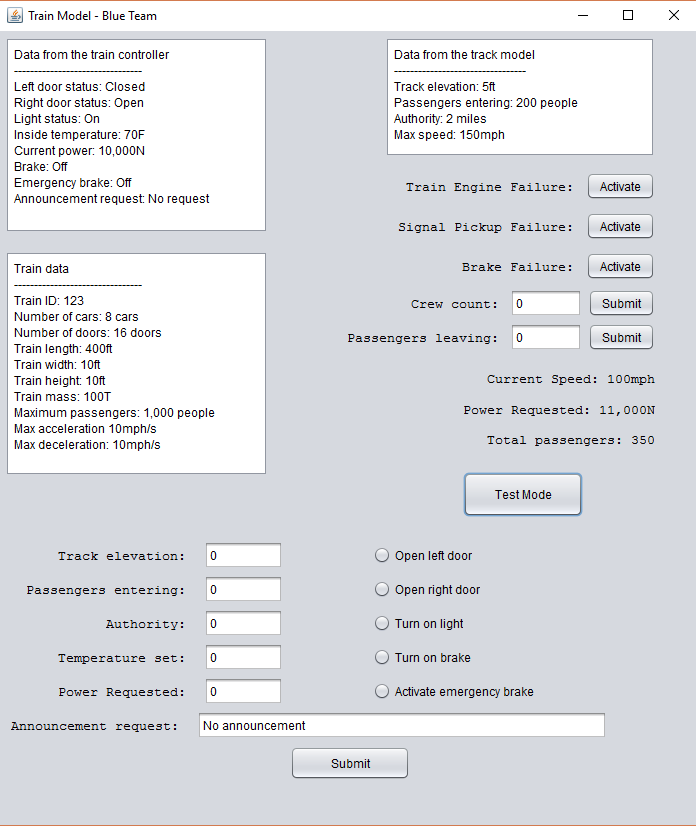 Train Model - Blue Team
Data from the train controller
--------------------------------
Left door status: Closed
Right door status: Open
Light status: On
Inside temperature: 70F
Current power: 10,000N
Brake: Off
Emergency brake: Off
Announcement request: No request
Data from the track model
---------------------------------
Track elevation: 5ft
Passengers entering: 200 people
Authority: 2 miles
Max speed: 150mph
Train Engine Failure: Activate
Signal Pickup Failure: Activate
Brake Failure: Activate
Crew count: 0 Submit
Passengers leaving: 0 Submit
Current Speed: 100mph
Power Requested: 11,000N
Total passengers: 350
Test Mode
Train data
--------------------------------
Train ID: 123
Number of cars: 8 cars
Number of doors: 16 doors
Train length: 400ft
Train width: 10ft
Train height: 10ft
Train mass: 100T
Maximum passengers: 1,000 people
Max acceleration 10mph/s
Max deceleration: 10mph/s
Track elevation: 0 Open left door
Passengers entering: 0 Open right door
Authority: 0 Turn on light
Temperature set: 0 Turn on brake
Power Requested: 0 Activate emergency brake
Announcement request: No announcement
Submit